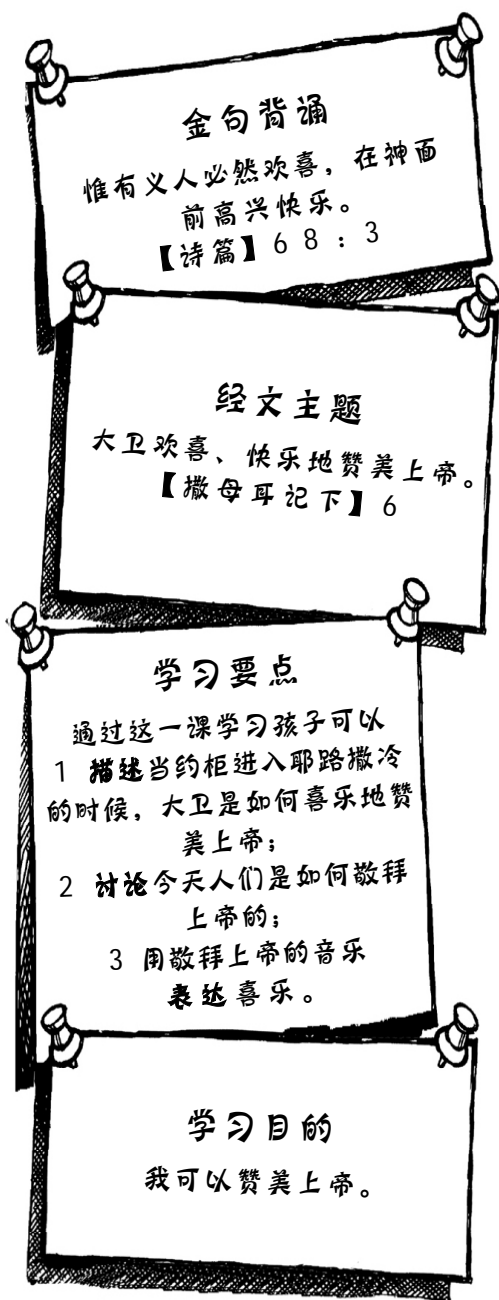 金句背诵
惟有义人必然欢喜，在神面
前高兴快乐。
【诗篇】68:3
经文主题
大卫欢喜、快乐地赞美上帝。
【撒母耳记下】6
学习要点
通过这一课学习孩子可以
1 描述当约柜进入耶路撒冷
的时候，大卫是如何喜乐地赞
美上帝；
2 讨论今天人们是如何敬拜
上帝的；
3 用敬拜上帝的音乐
表达喜乐。
学习目的
我可以赞美上帝。